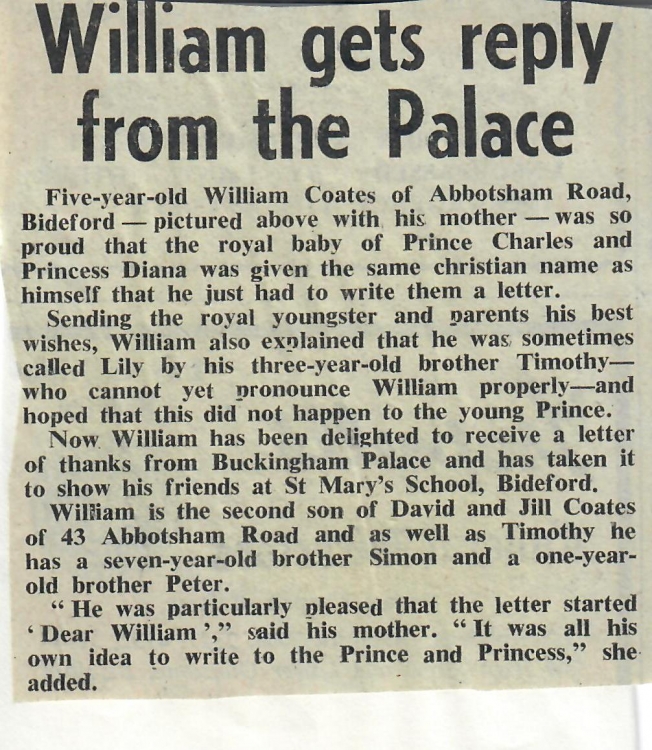 William gets reply
from the Palace
Five-year-old William Coates of Abbotsham Road,
Bideford — pictured above with his mother — was so
proud that the royal baby of Prince Charles and
Princess Diana was given the same christian name as
himself that he just had to write them a letter.
Sending the royal youngster and parents his best
wishes, William also explained that he was sometimes
called Lily by his three-year-old brother Timothy—
who cannot yet pronounce William properly—and
hoped that this did not happen to the young Prince.
Now William has been delighted to receive a letter
of thanks from Buckingham Palace and has taken it
to show his friends at St Mary's School, Bideford.
William is the second son of David and Jill Coates
of 43 Abbotsham Road and as well as Timothy he
has a seven-year-old brother Simon and a one-year-
old brother Peter.
“ He was particularly pleased that the letter started
‘ Dear William ’,” said his mother. “ It was all his
own idea to write to the Prince and Princess,” she
added.